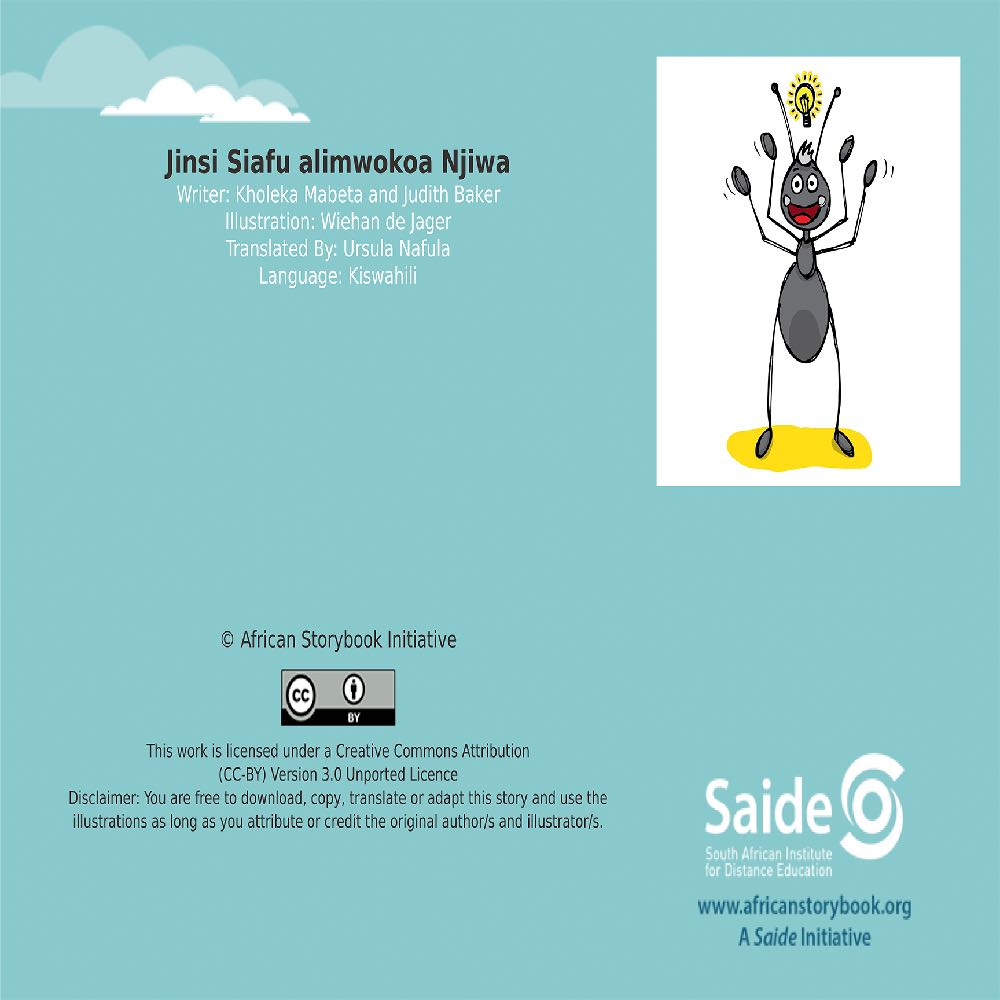 Jinsi Siafu alimwokoa Njiwa
Writer: Kholeka Mabeta and Judith Baker
Illustration: Wiehan de Jager
Translated By: Ursula Nafula
Language: Kiswahili
© African Storybook Initiative
cc
BY
This work is licensed under a Creative Commons Attribution
(CC-BY) Version 3.0 Unported Licence
Disclaimer: You are free to download, copy, translate or adapt this story and use the
illustrations as long as you attribute or credit the original author/s and illustrator/s.
Saide
South African Institute
for Distance Education
www.africanstorybook.org
A Saide Initiative